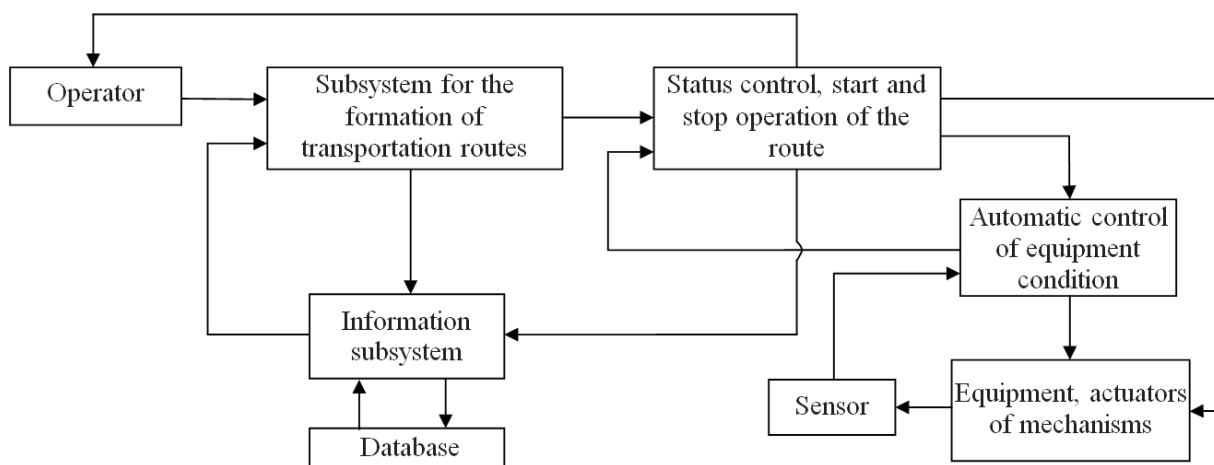 Operator
Subsystem for the
formation of
transportation routes
Status control, start and
stop operation of the
route
Automatic control
of equipment
condition
Information
subsystem
Sensor
Equipment, actuators
of mechanisms
Database